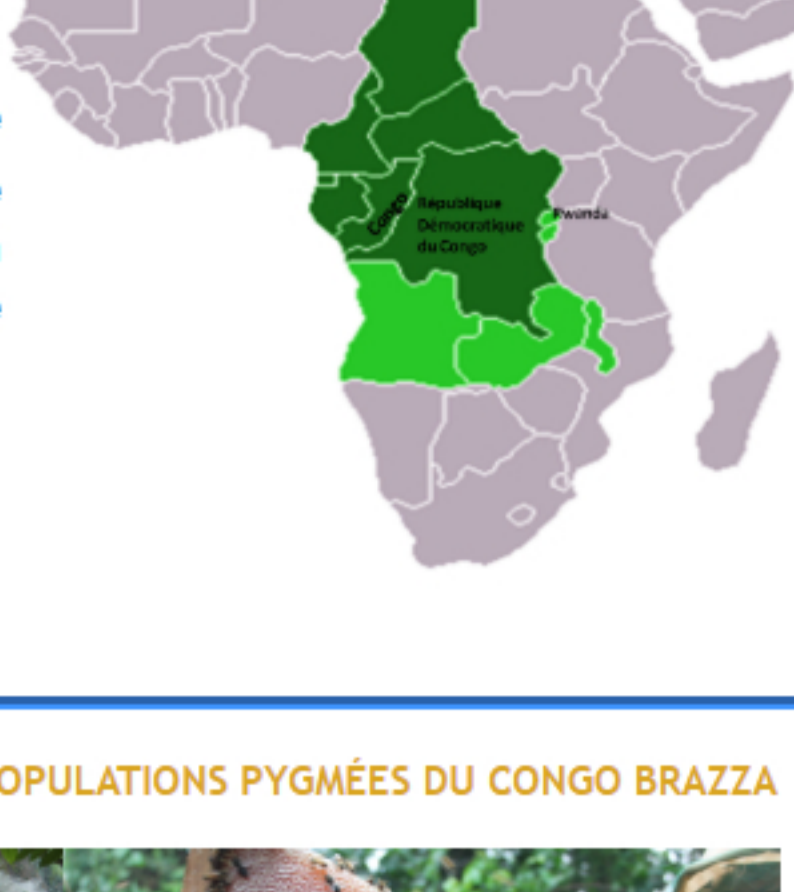 Congo
République
Démocratique
du Congo
Rwanda
OPULATIONS PYGMÉES DU CONGO BRAZZA